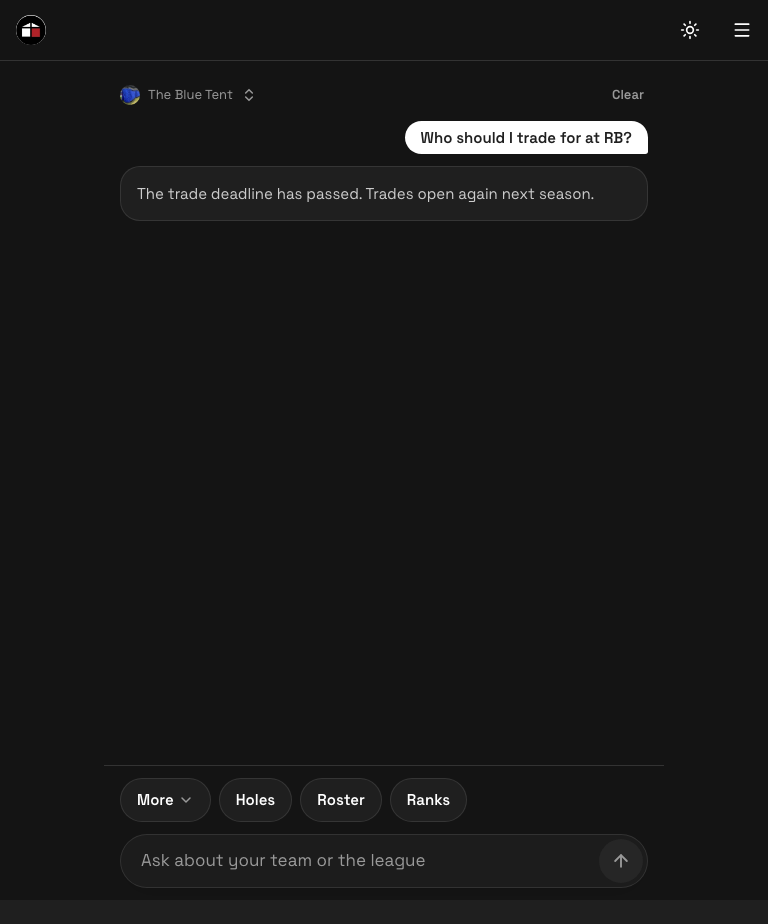 The Blue Tent
Clear
Who should I trade for at RB?
The trade deadline has passed. Trades open again next season.
More
Holes
Roster
Ranks
Ask about your team or the league